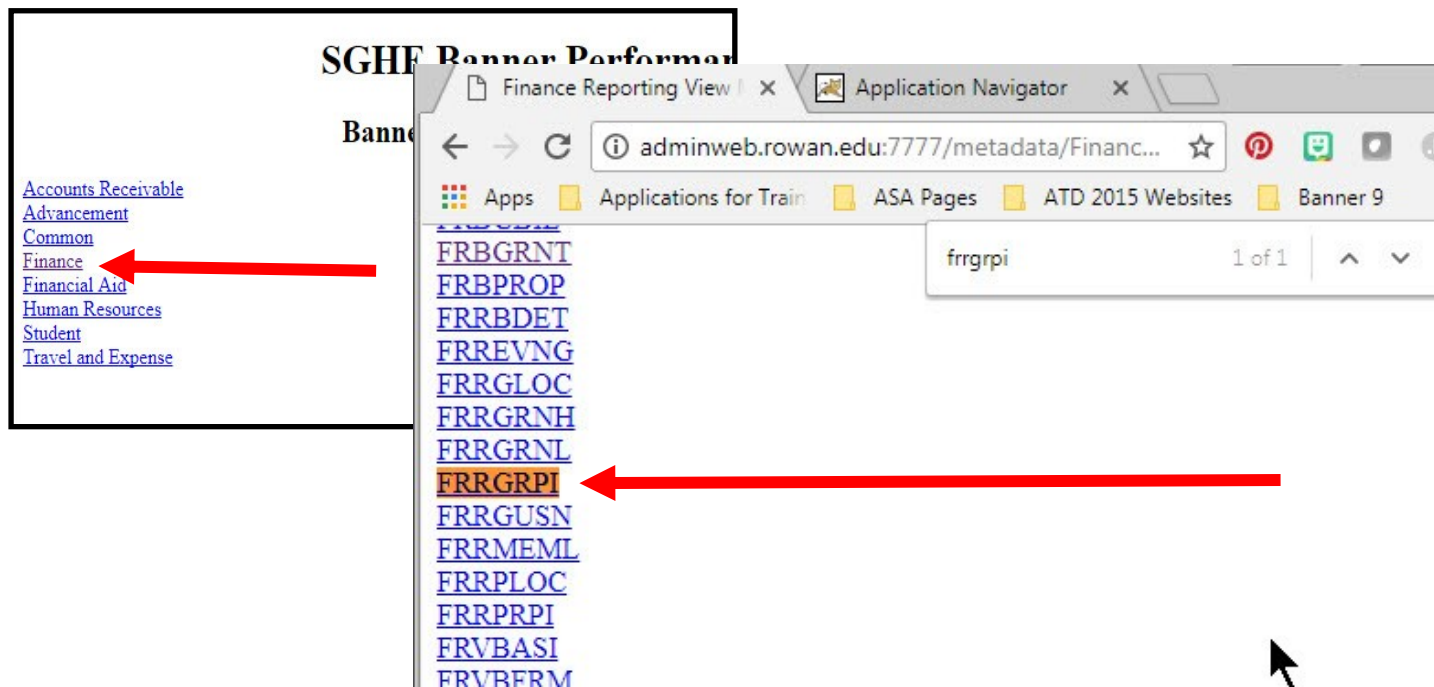 SGHE Banner Performan
Banne
Accounts Receivable
Advancement
Common
Finance
Financial Aid
Human Resources
Student
Travel and Expense
Finance Reporting View
Application Navigator
adminweb.rowan.edu:7777/metadata/Financ...
Apps
Applications for Train
ASA Pages
ATD 2015 Websites
Banner 9
frrgrpi
1 of 1
FRBGRNT
FRBPROP
FRRBDET
FRREVNG
FRRGLOC
FRRGRNH
FRRGRNL
FRRGRPI
FRRGUSN
FRRMEML
FRRPLOC
FRRPRPI
FRVBASI
FRVBFRM